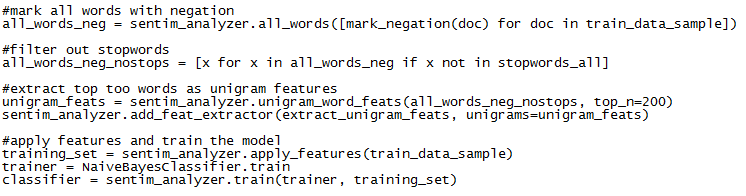 #mark all words with negation
all_words_neg = sentim_analyzer.all_words([mark_negation(doc) for doc in train_data_sample])
#filter out stopwords
all_words_neg_nostops = [x for x in all_words_neg if x not in stopwords_all]
#extract top too words as unigram features
unigram_feats = sentim_analyzer.unigram_word_feats(all_words_neg_nostops, top_n=200)
sentim_analyzer.add_feat_extractor(extract_unigram_feats, unigrams=unigram_feats)
#apply features and train the model
training_set = sentim_analyzer.apply_features(train_data_sample)
trainer = NaiveBayesClassifier.train
classifier = sentim_analyzer.train(trainer, training_set)